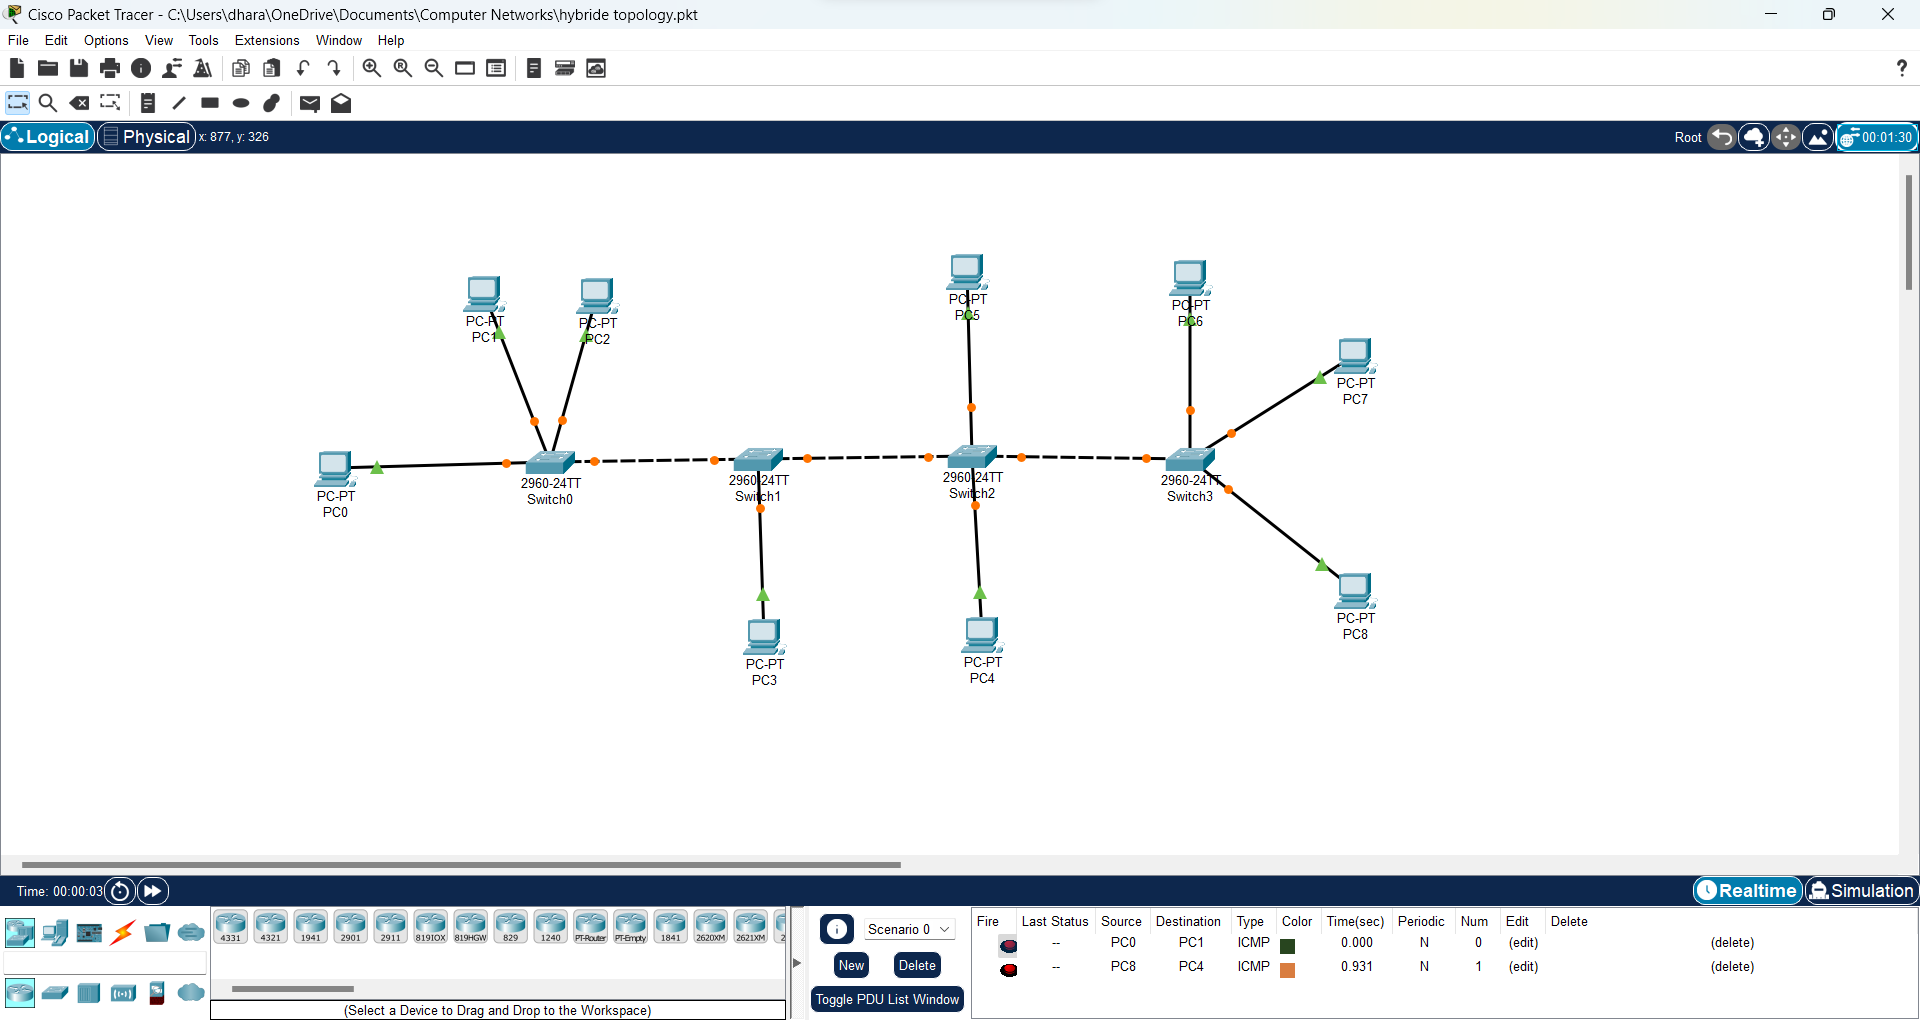 Cisco Packet Tracer - C:\Users\dhara\OneDrive\Documents\Computer Networks\hybride topology.pkt
File Edit Options View Tools Extensions Window Help
Logical Physical x: 877, y: 326 Root 00:01:30
PC-PT
PC5
PC-PT
PC6
PC-PT
PC1
PC-PT
PC2
PC-PT
PC7
PC-PT
PC0
2960-24TT
Switch0
2960-24TT
Switch1
2960-24TT
Switch2
2960-24TT
Switch3
PC-PT
PC3
PC-PT
PC4
PC-PT
PC8
Time: 00:00:03 Realtime Simulation
4331 4321 1941 2901 2911 819IOX 819HGW 829 1240 PT-Router PT-Empty 1841 2620XM 2621XM 2
(Select a Device to Drag and Drop to the Workspace)
Scenario 0
New Delete
Toggle PDU List Window
Fire Last Status Source Destination Type Color Time(sec) Periodic Num Edit Delete
-- PC0 PC1 ICMP 0.000 N 0 (edit) (delete)
-- PC8 PC4 ICMP 0.931 N 1 (edit) (delete)